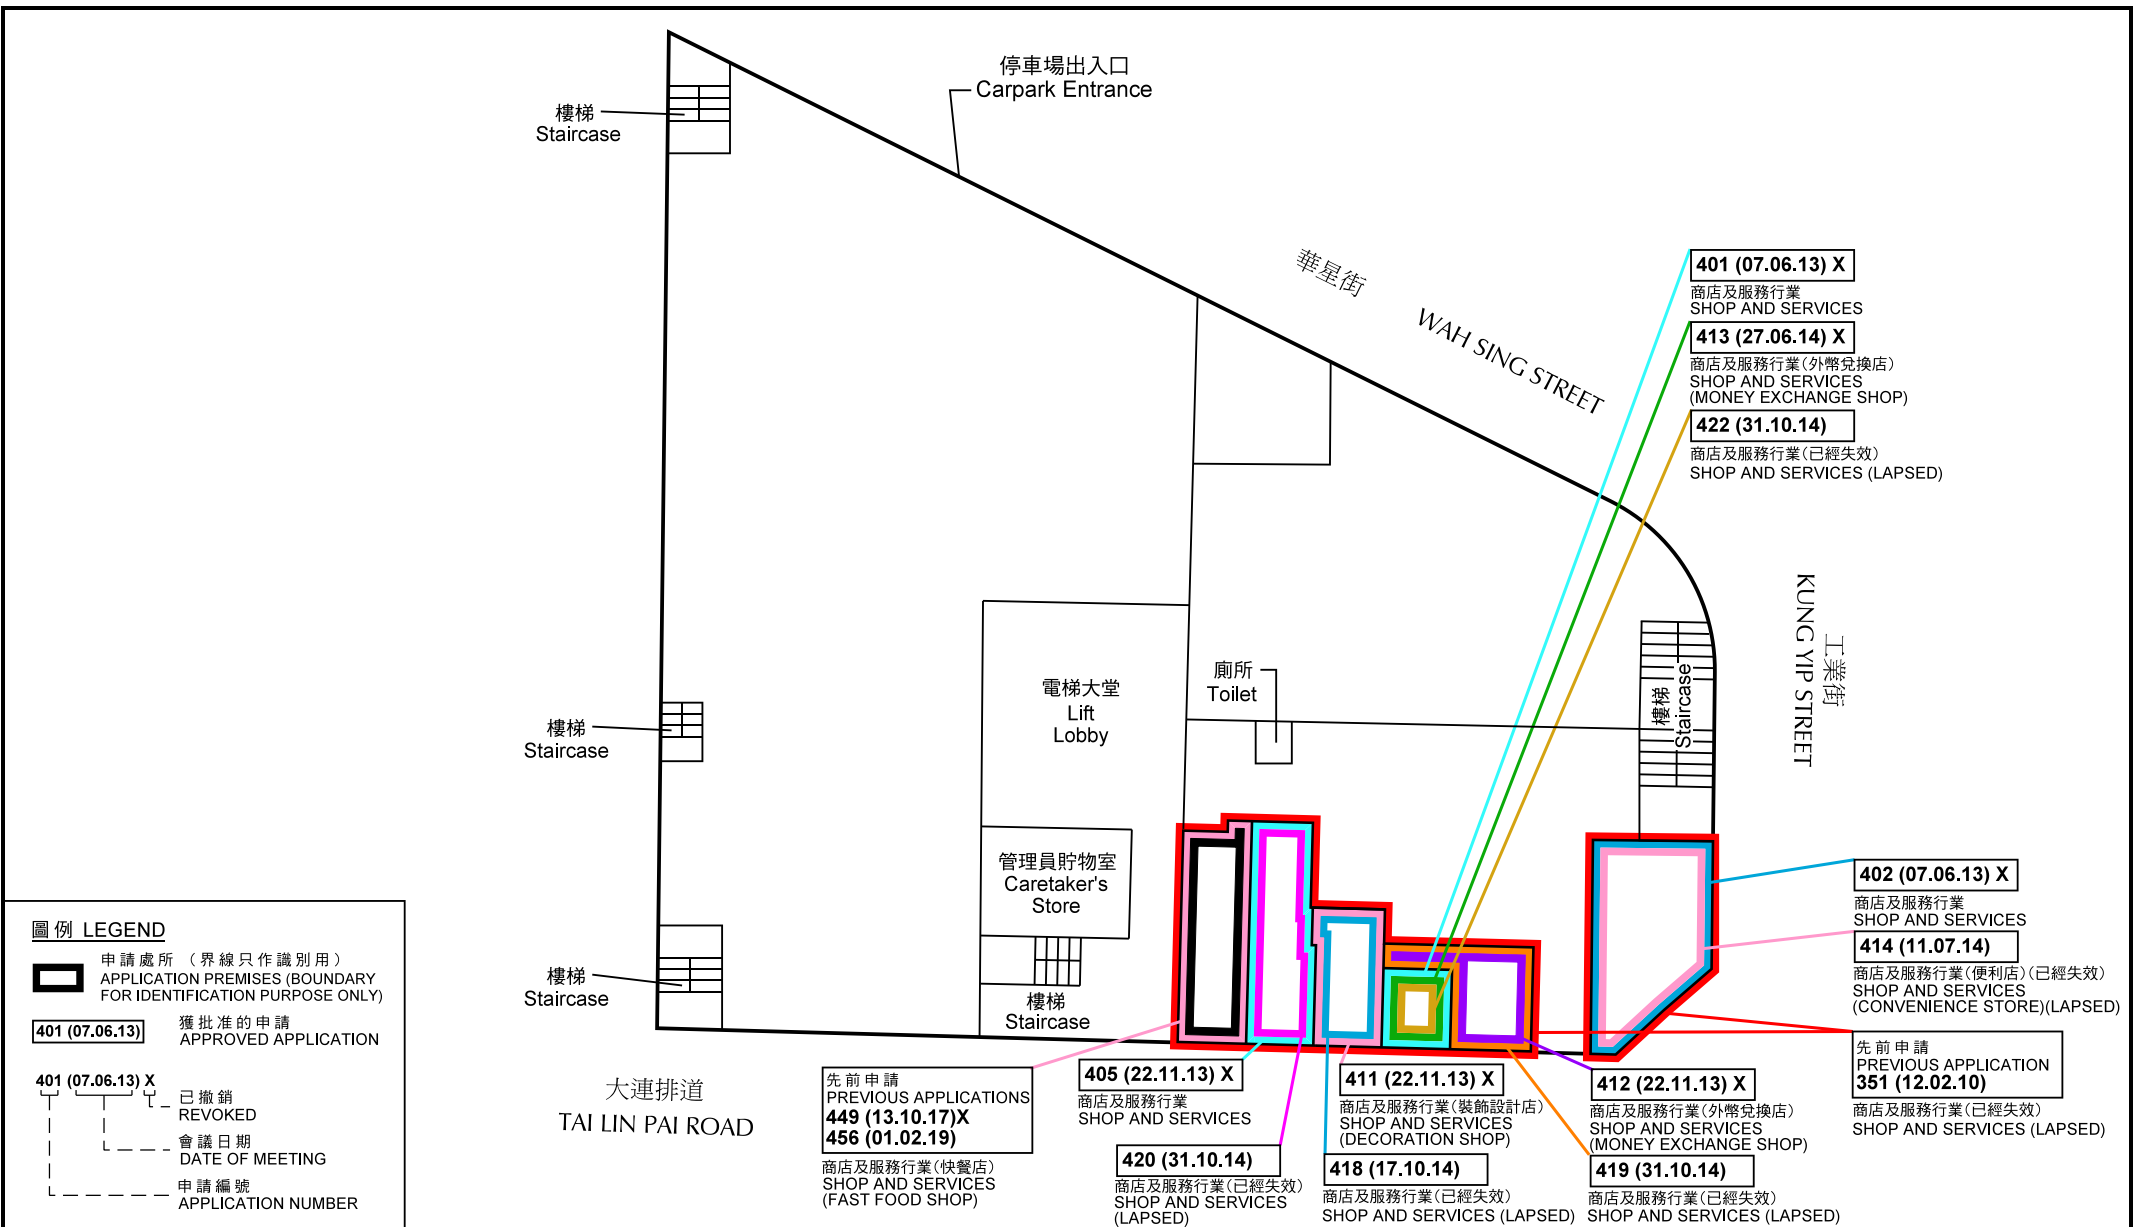 停車場出入口
Carpark Entrance
樓梯
Staircase
華星街
WAH SING STREET
401 (07.06.13) X
商店及服務行業
SHOP AND SERVICES
413 (27.06.14) X
商店及服務行業(外幣兌換店)
SHOP AND SERVICES
(MONEY EXCHANGE SHOP)
422 (31.10.14)
商店及服務行業(已經失效)
SHOP AND SERVICES (LAPSED)
工業街
KUNG YIP STREET
樓梯
Staircase
廁所
Toilet
電梯大堂
Lift
Lobby
樓梯
Staircase
管理員貯物室
Caretaker's
Store
樓梯
Staircase
樓梯
Staircase
402 (07.06.13) X
商店及服務行業
SHOP AND SERVICES
414 (11.07.14)
商店及服務行業(便利店)(已經失效)
SHOP AND SERVICES
(CONVENIENCE STORE)(LAPSED)
先前申請
PREVIOUS APPLICATION
351 (12.02.10)
商店及服務行業(已經失效)
SHOP AND SERVICES (LAPSED)
大連排道
TAI LIN PAI ROAD
先前申請
PREVIOUS APPLICATIONS
449 (13.10.17)X
456 (01.02.19)
商店及服務行業(快餐店)
SHOP AND SERVICES
(FAST FOOD SHOP)
405 (22.11.13) X
商店及服務行業
SHOP AND SERVICES
420 (31.10.14)
商店及服務行業(已經失效)
SHOP AND SERVICES
(LAPSED)
411 (22.11.13) X
商店及服務行業(裝飾設計店)
SHOP AND SERVICES
(DECORATION SHOP)
418 (17.10.14)
商店及服務行業(已經失效)
SHOP AND SERVICES (LAPSED)
412 (22.11.13) X
商店及服務行業(外幣兌換店)
SHOP AND SERVICES
(MONEY EXCHANGE SHOP)
419 (31.10.14)
商店及服務行業(已經失效)
SHOP AND SERVICES (LAPSED)
圖例 LEGEND
申請處所 (界線只作識別用)
APPLICATION PREMISES (BOUNDARY
FOR IDENTIFICATION PURPOSE ONLY)
401 (07.06.13)
獲批准的申請
APPROVED APPLICATION
401 (07.06.13) X
已撤銷
REVOKED
會議日期
DATE OF MEETING
申請編號
APPLICATION NUMBER